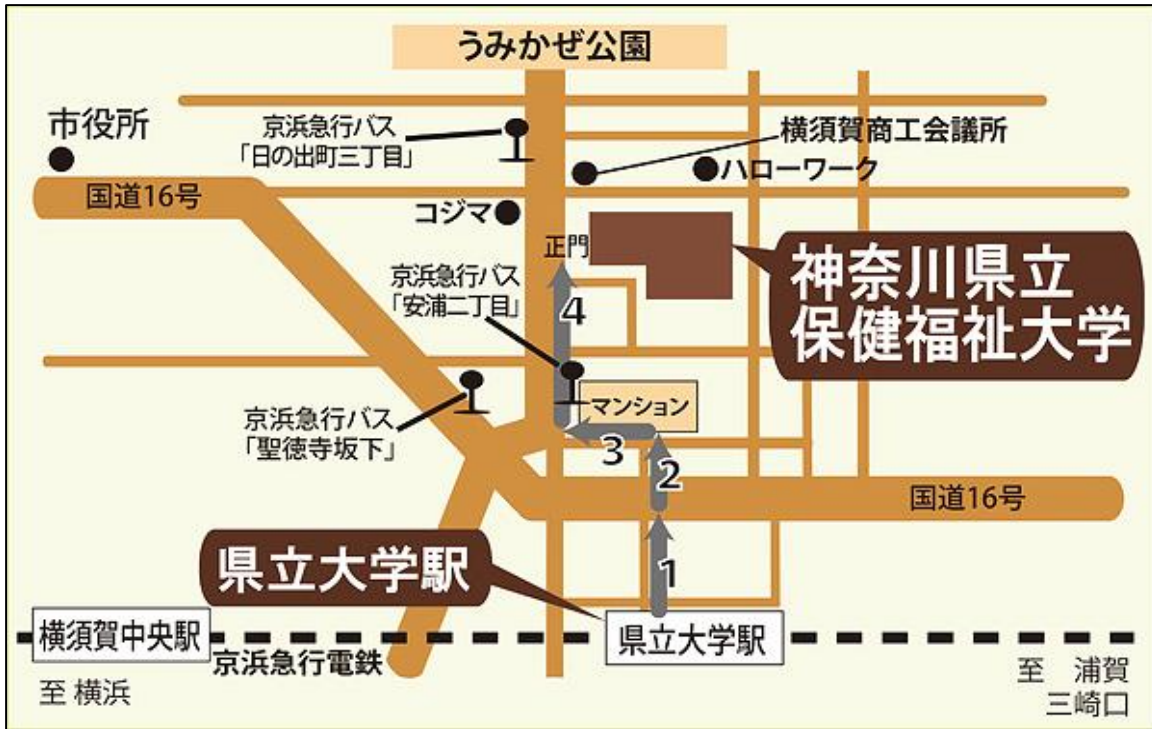 うみかぜ公園
市役所
京浜急行バス
「日の出町三丁目」
横須賀商工会議所
ハローワーク
国道16号
コジマ
正門
京浜急行バス
「安浦二丁目」
神奈川県立
保健福祉大学
4
マンション
京浜急行バス
「聖徳寺坂下」
3
2
国道16号
県立大学駅
1
横須賀中央駅
京浜急行電鉄
県立大学駅
至 横浜
至 浦賀
三崎口